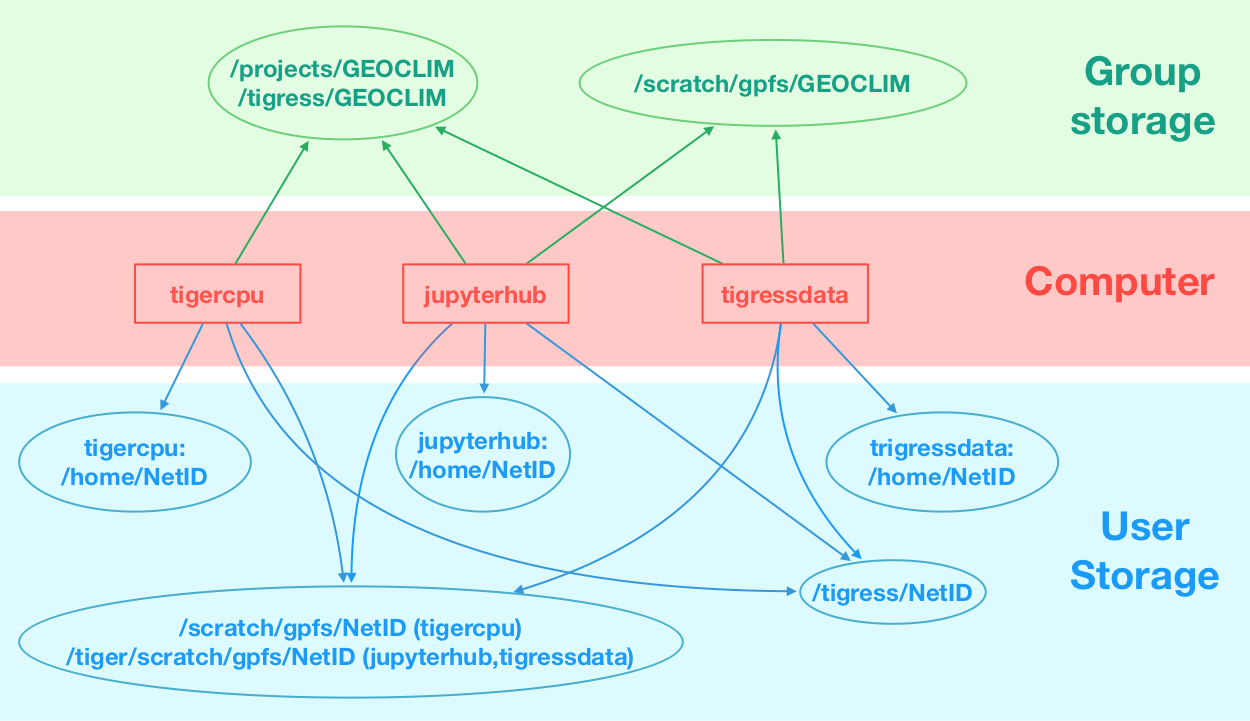 /projects/GEOCLIM
/tigress/GEOCLIM
/scratch/gpfs/GEOCLIM
Group
storage
tigercpu
jupyterhub
tigressdata
Computer
tigercpu:
/home/NetID
jupyterhub:
/home/NetID
trigressdata:
/home/NetID
User
Storage
/tigress/NetID
/scratch/gpfs/NetID (tigercpu)
/tiger/scratch/gpfs/NetID (jupyterhub,tigressdata)